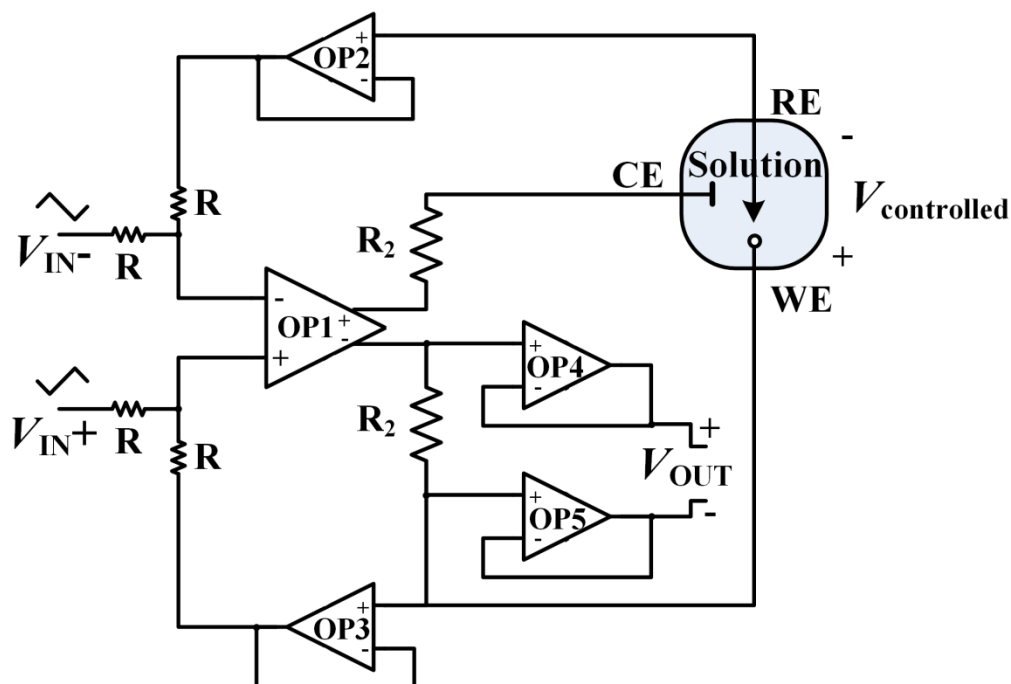 +
OP2
-
RE
-
Solution
CE
V controlled
R
R₂
V IN-
R
+
WE
-
OP1
+
-
+
+
OP4
-
V IN+
R
R
R₂
+
V OUT
+
OP5
-
-
+
OP3
-